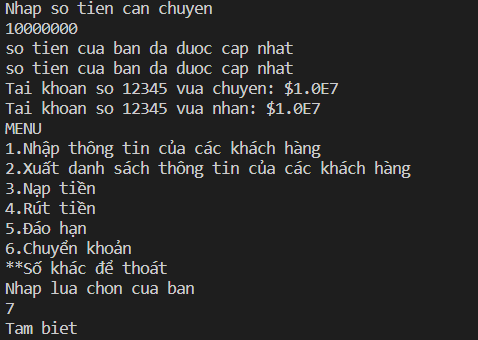 Nhap so tien can chuyen
10000000
so tien cua ban da duoc cap nhat
so tien cua ban da duoc cap nhat
Tai khoan so 12345 vua chuyen: $1.0E7
Tai khoan so 12345 vua nhan: $1.0E7
MENU
1.Nhập thông tin của các khách hàng
2.Xuất danh sách thông tin của các khách hàng
3.Nạp tiền
4.Rút tiền
5.Đáo hạn
6.Chuyển khoản
**Số khác để thoát
Nhap lua chon cua ban
7
Tam biet